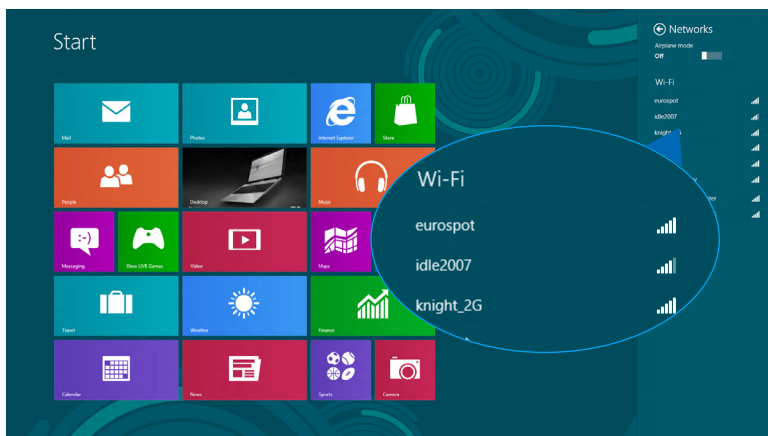 Start
Networks
Airplane mode
Off
Wi-Fi
eurospot
idle2007
Mail
Photos
Internet Explorer
Store
People
Desktop
Music
Messaging
Xbox LIVE Games
Video
Maps
Travel
Weather
Finance
Calendar
News
Sports
Camera
Wi-Fi
eurospot
idle2007
knight_2G